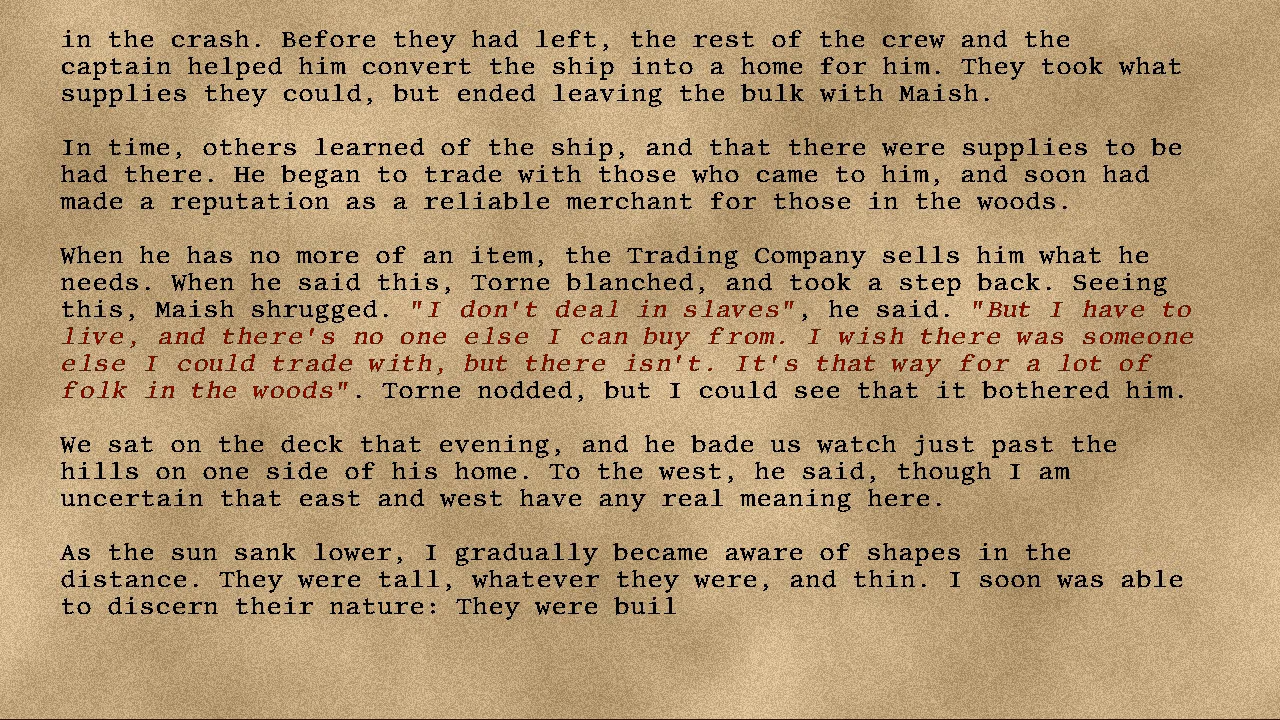 in the crash. Before they had left, the rest of the crew and the
captain helped him convert the ship into a home for him. They took what
supplies they could, but ended leaving the bulk with Maish.
In time, others learned of the ship, and that there were supplies to be
had there. He began to trade with those who came to him, and soon had
made a reputation as a reliable merchant for those in the woods.
When he has no more of an item, the Trading Company sells him what he
needs. When he said this, Torne blanched, and took a step back. Seeing
this, Maish shrugged. "I don't deal in slaves", he said. "But I have to
live, and there's no one else I can buy from. I wish there was someone
else I could trade with, but there isn't. It's that way for a lot of
folk in the woods". Torne nodded, but I could see that it bothered him.
We sat on the deck that evening, and he bade us watch just past the
hills on one side of his home. To the west, he said, though I am
uncertain that east and west have any real meaning here.
As the sun sank lower, I gradually became aware of shapes in the
distance. They were tall, whatever they were, and thin. I soon was able
to discern their nature: They were buil